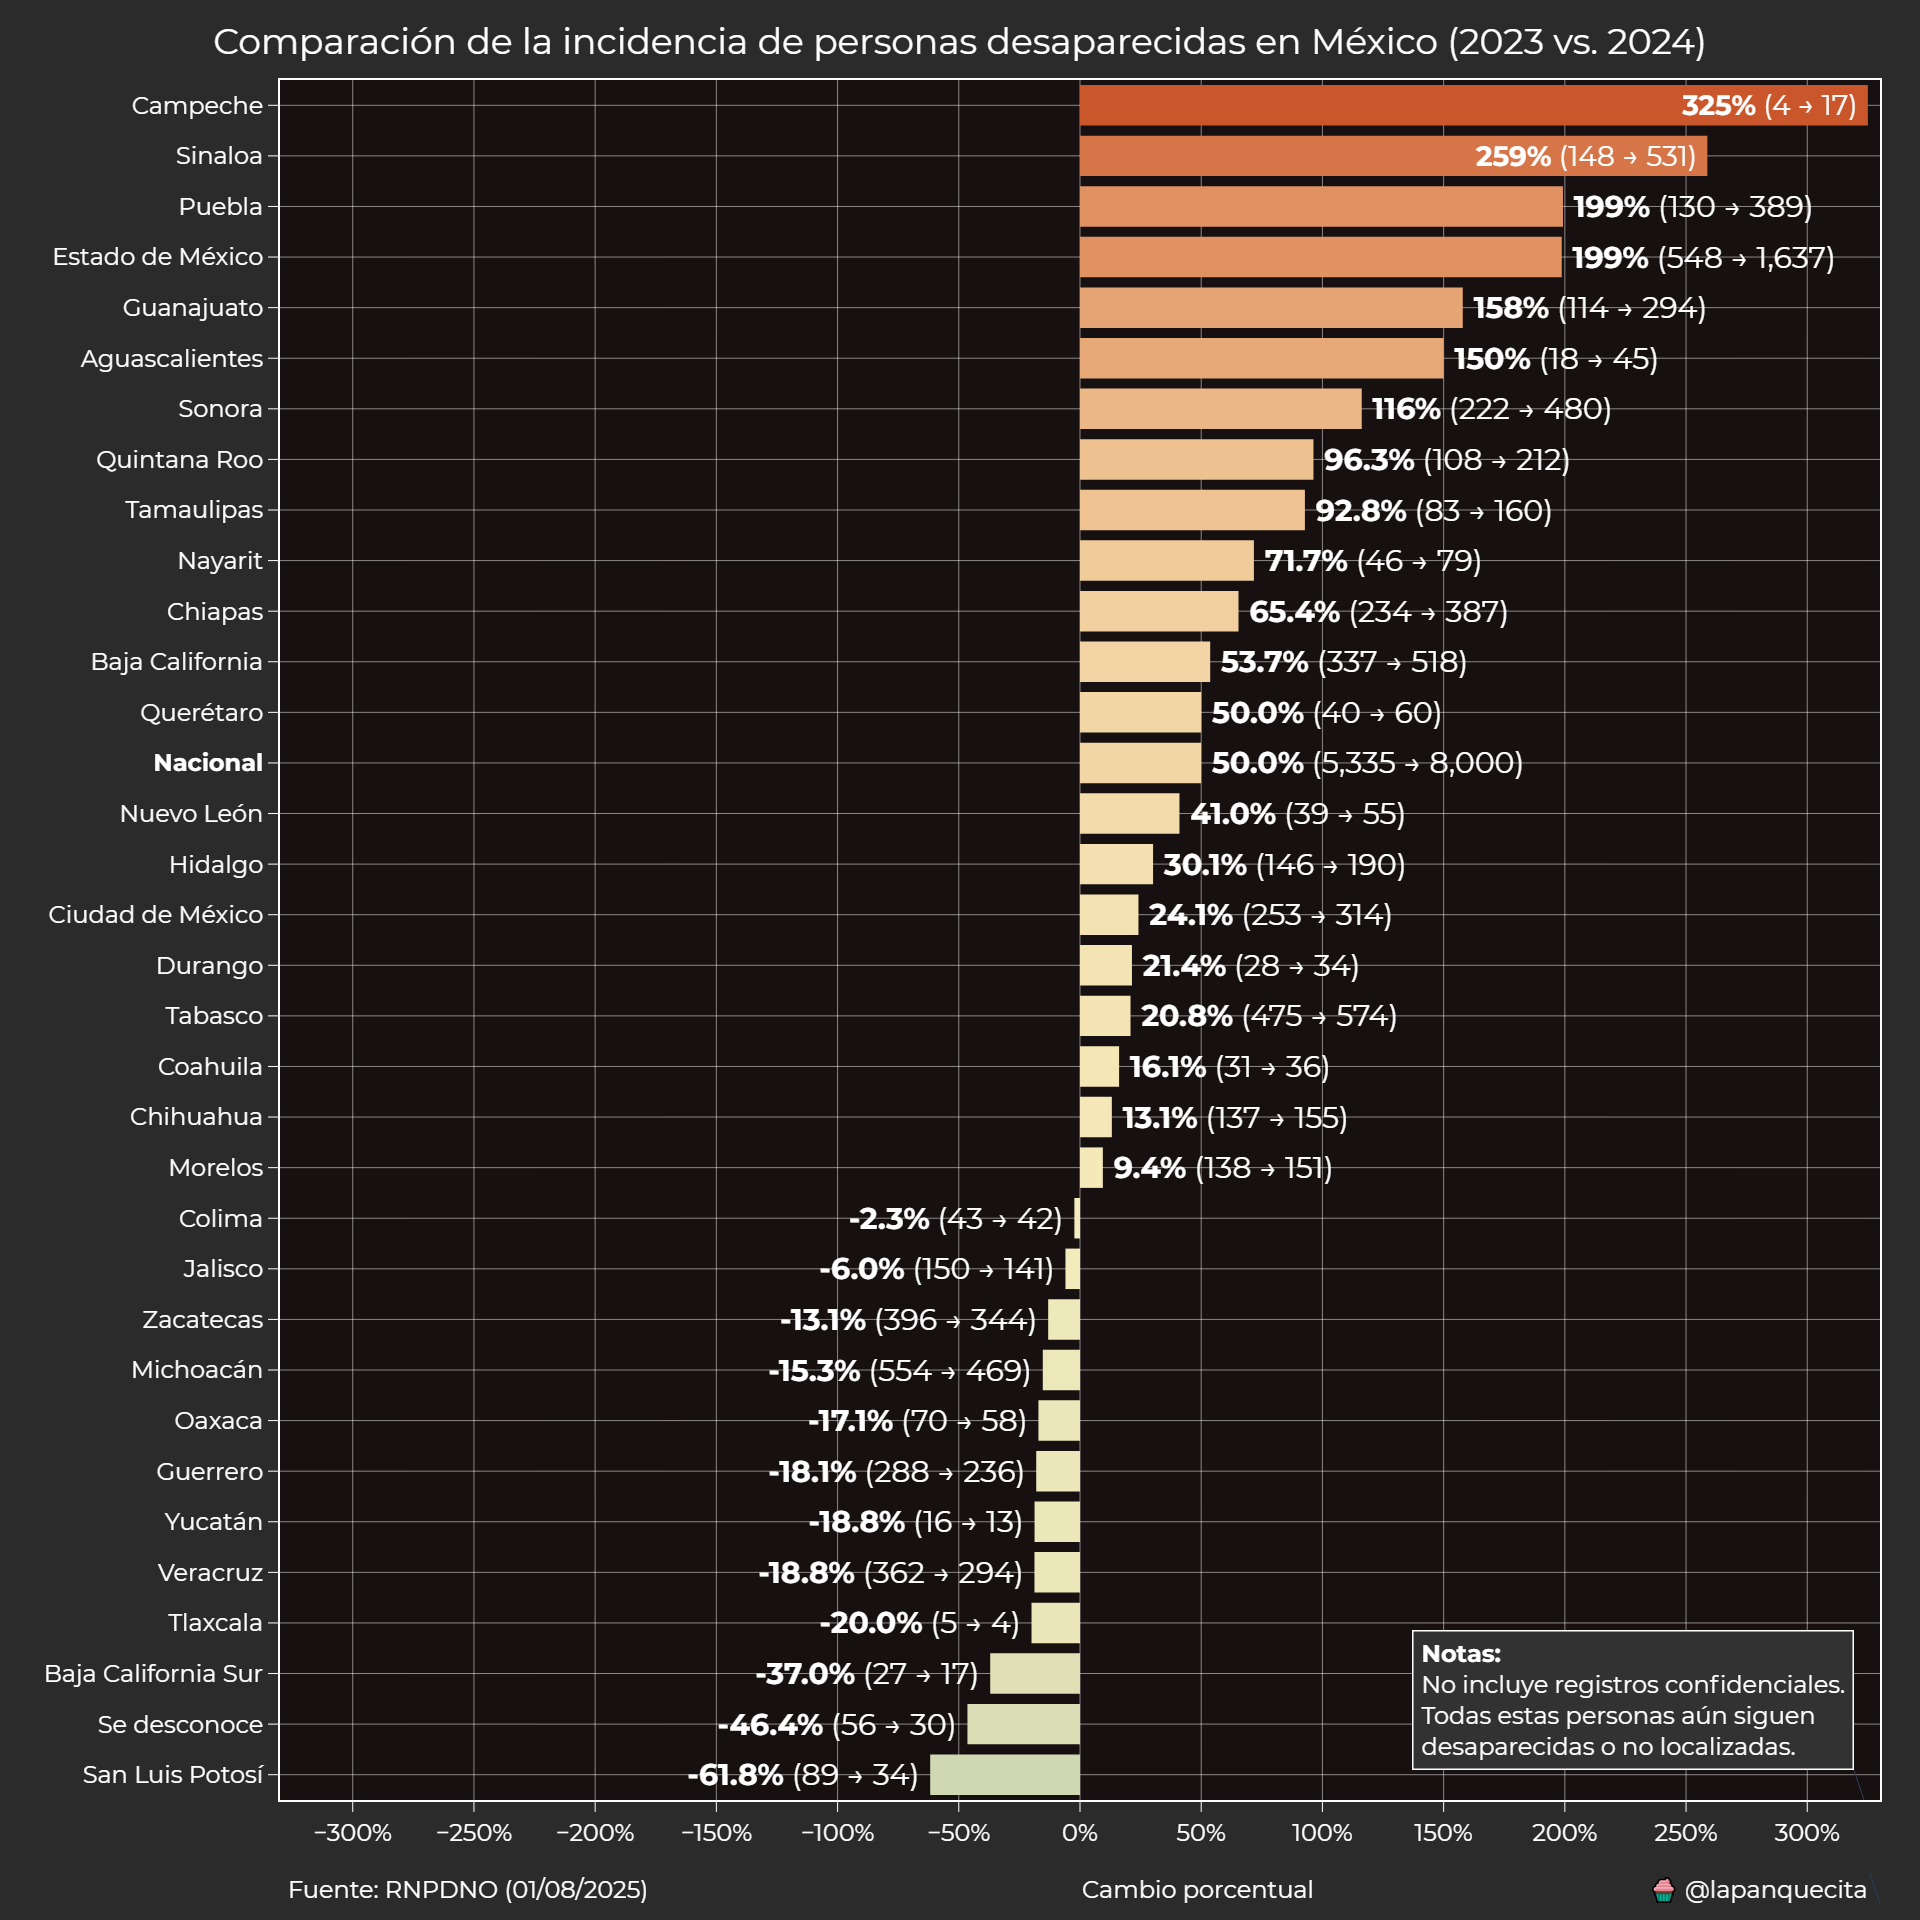 Comparación de la incidencia de personas desaparecidas en México (2023 vs. 2024)
Campeche 325% (4 → 17)
Sinaloa 259% (148 → 531)
Puebla 199% (130 → 389)
Estado de México 199% (548 → 1,637)
Guanajuato 158% (114 → 294)
Aguascalientes 150% (18 → 45)
Sonora 116% (222 → 480)
Quintana Roo 96.3% (108 → 212)
Tamaulipas 92.8% (83 → 160)
Nayarit 71.7% (46 → 79)
Chiapas 65.4% (234 → 387)
Baja California 53.7% (337 → 518)
Querétaro 50.0% (40 → 60)
Nacional 50.0% (5,335 → 8,000)
Nuevo León 41.0% (39 → 55)
Hidalgo 30.1% (146 → 190)
Ciudad de México 24.1% (253 → 314)
Durango 21.4% (28 → 34)
Tabasco 20.8% (475 → 574)
Coahuila 16.1% (31 → 36)
Chihuahua 13.1% (137 → 155)
Morelos 9.4% (138 → 151)
Colima -2.3% (43 → 42)
Jalisco -6.0% (150 → 141)
Zacatecas -13.1% (396 → 344)
Michoacán -15.3% (554 → 469)
Oaxaca -17.1% (70 → 58)
Guerrero -18.1% (288 → 236)
Yucatán -18.8% (16 → 13)
Veracruz -18.8% (362 → 294)
Tlaxcala -20.0% (5 → 4)
Baja California Sur -37.0% (27 → 17)
Se desconoce -46.4% (56 → 30)
San Luis Potosí -61.8% (89 → 34)
Notas:
No incluye registros confidenciales.
Todas estas personas aún siguen
desaparecidas o no localizadas.
−300% −250% −200% −150% −100% −50% 0% 50% 100% 150% 200% 250% 300%
Fuente: RNPDNO (01/08/2025) Cambio porcentual @lapanquecita